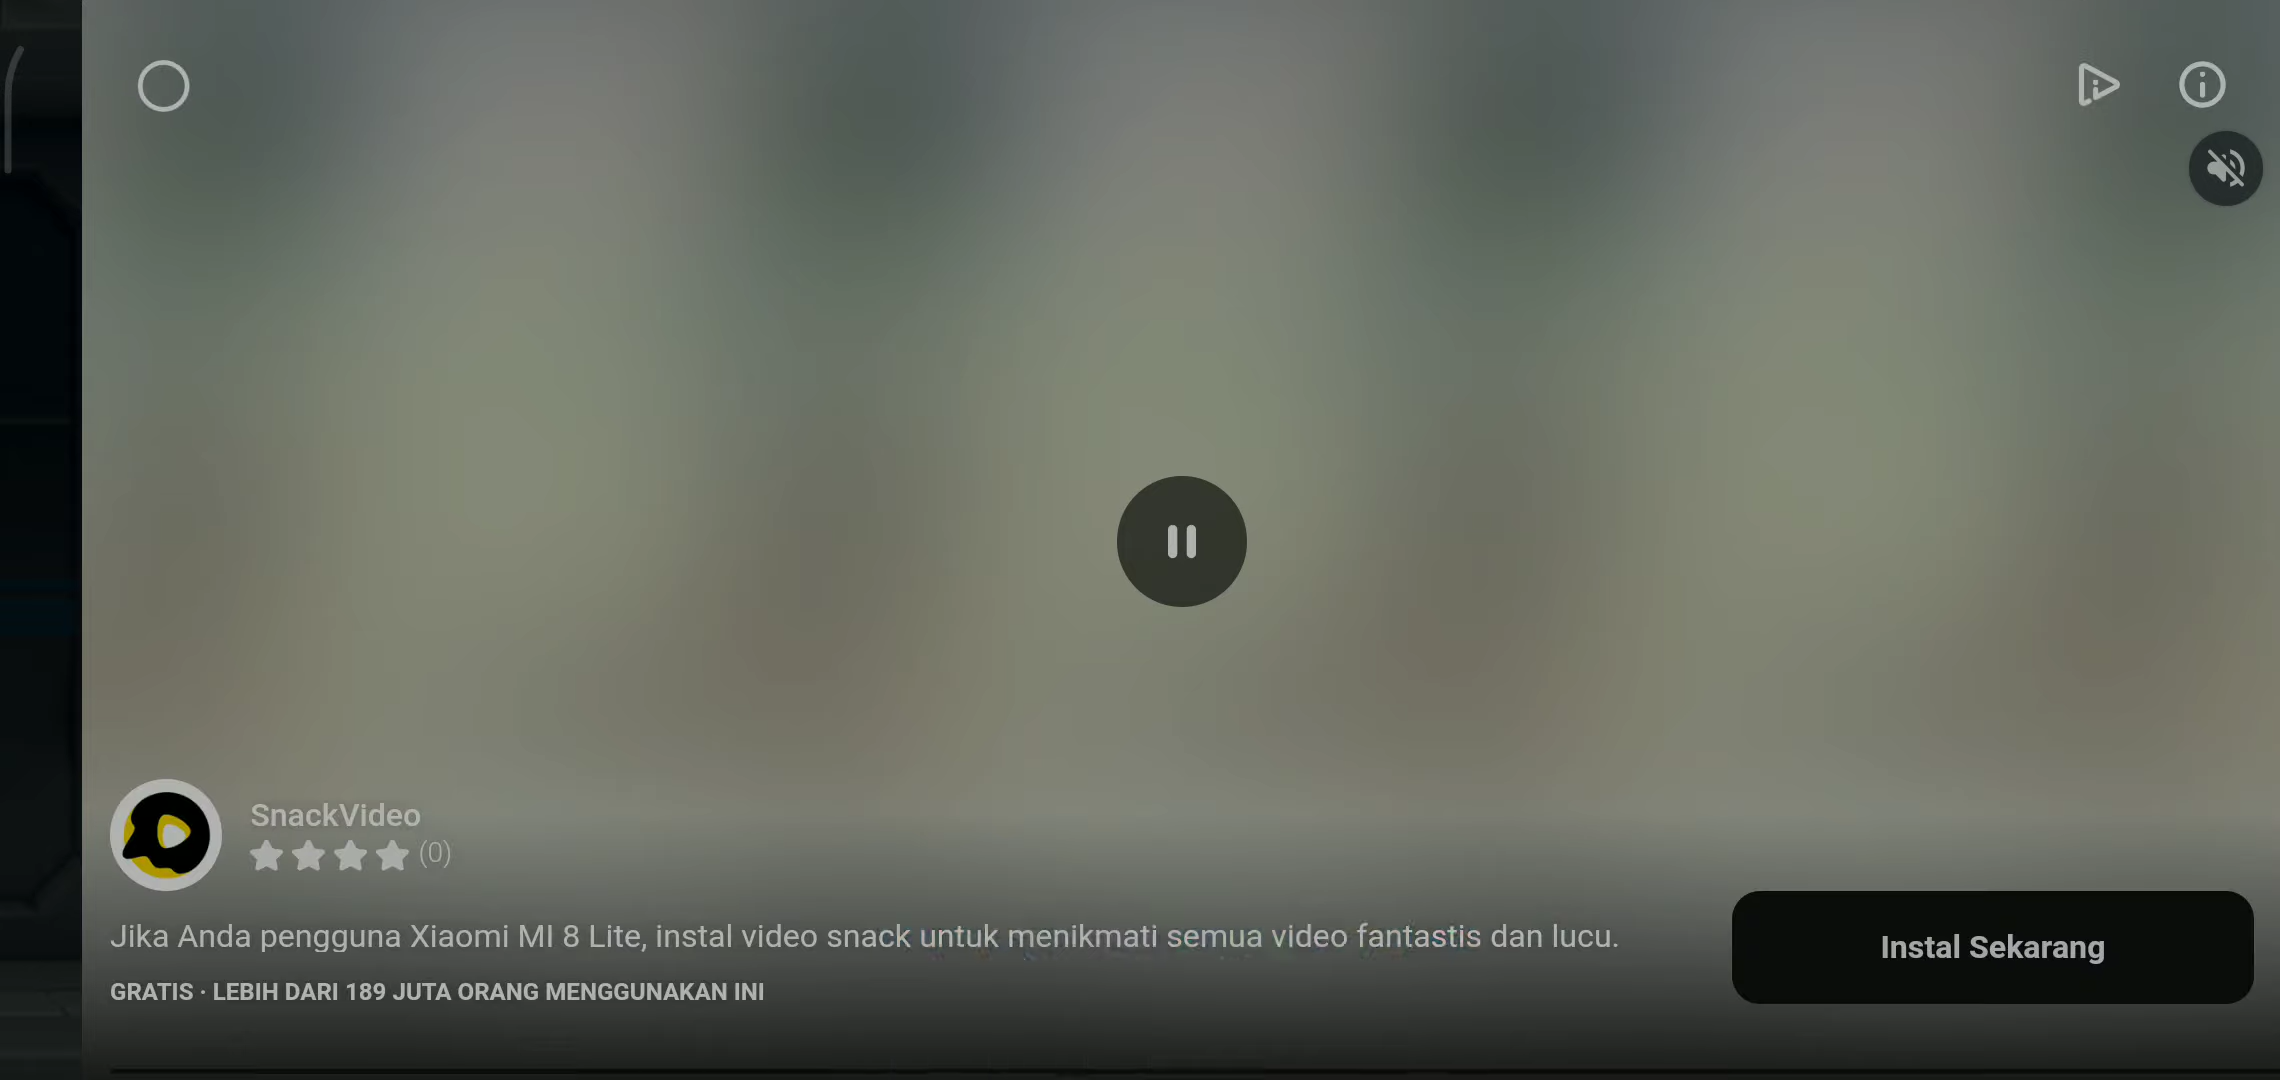 SnackVideo
(0)
Jika Anda pengguna Xiaomi MI 8 Lite, instal video snack untuk menikmati semua video fantastis dan lucu.
GRATIS · LEBIH DARI 189 JUTA ORANG MENGGUNAKAN INI
Instal Sekarang